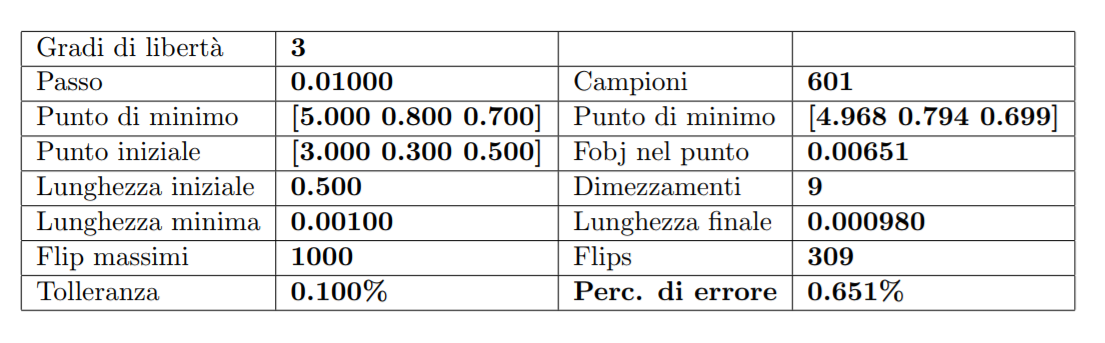 Gradi di libertà 3
Passo 0.01000 Campioni 601
Punto di minimo [5.000 0.800 0.700] Punto di minimo [4.968 0.794 0.699]
Punto iniziale [3.000 0.300 0.500] Fobj nel punto 0.00651
Lunghezza iniziale 0.500 Dimezzamenti 9
Lunghezza minima 0.00100 Lunghezza finale 0.000980
Flip massimi 1000 Flips 309
Tolleranza 0.100% Perc. di errore 0.651%